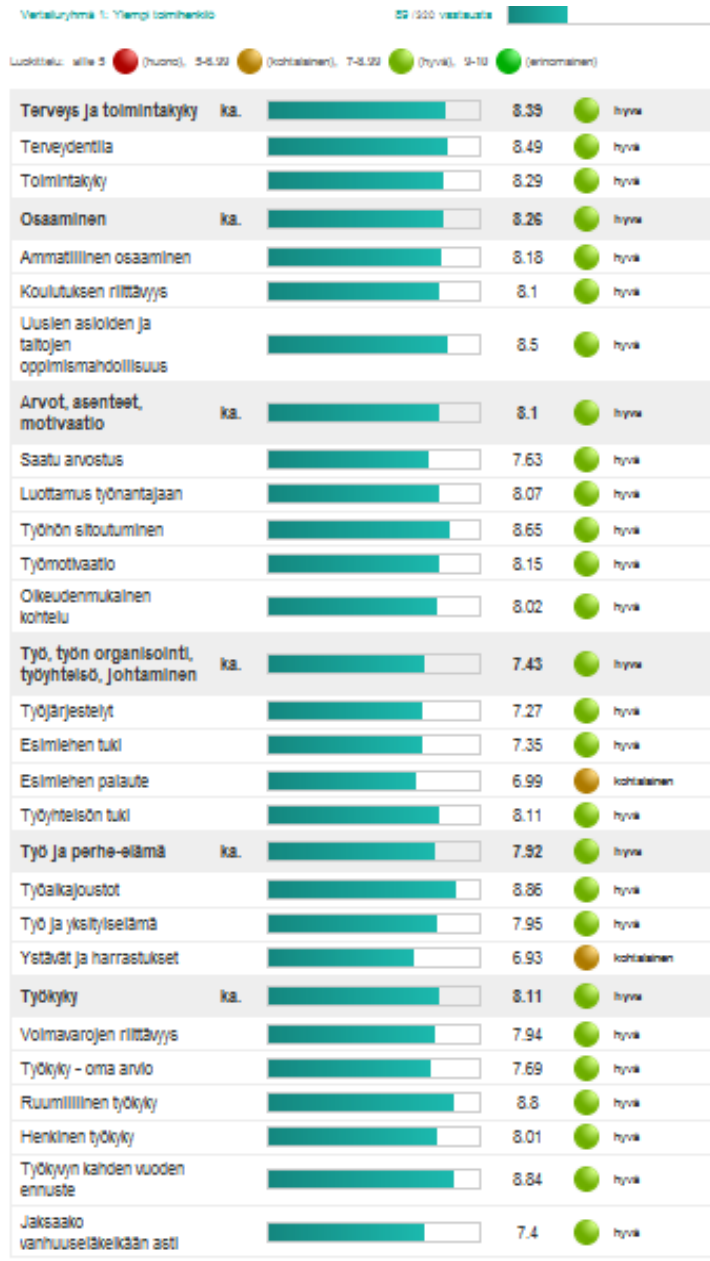 Vertailuryhmä 1: Ylempi toimihenkilö 89 /920 vastausta
Luokittelu: alle 5 (huono), 5-6.99 (kohtalainen), 7-8.99 (hyvä), 9-10 (erinomainen)
Terveys ja toimintakyky ka. 8.39 hyvä
Terveydentila 8.49 hyvä
Toimintakyky 8.29 hyvä
Osaaminen ka. 8.26 hyvä
Ammatillinen osaaminen 8.18 hyvä
Koulutuksen riittävyys 8.1 hyvä
Uusien asioiden ja
taitojen
oppimismahdollisuus 8.5 hyvä
Arvot, asenteet,
motivaatio ka. 8.1 hyvä
Saatu arvostus 7.63 hyvä
Luottamus työnantajaan 8.07 hyvä
Työhön sitoutuminen 8.65 hyvä
Työmotivaatio 8.15 hyvä
Oikeudenmukainen
kohtelu 8.02 hyvä
Työ, työn organisointi,
työyhteisö, johtaminen ka. 7.43 hyvä
Työjärjestelyt 7.27 hyvä
Esimiehen tuki 7.35 hyvä
Esimiehen palaute 6.99 kohtalainen
Työyhteisön tuki 8.11 hyvä
Työ ja perhe-elämä ka. 7.92 hyvä
Työaikajoustot 8.86 hyvä
Työ ja yksityiselämä 7.95 hyvä
Ystävät ja harrastukset 6.93 kohtalainen
Työkyky ka. 8.11 hyvä
Voimavarojen riittävyys 7.94 hyvä
Työkyky - oma arvio 7.69 hyvä
Ruumiillinen työkyky 8.8 hyvä
Henkinen työkyky 8.01 hyvä
Työkyvyn kahden vuoden
ennuste 8.84 hyvä
Jaksaako
vanhuuseläkeikään asti 7.4 hyvä